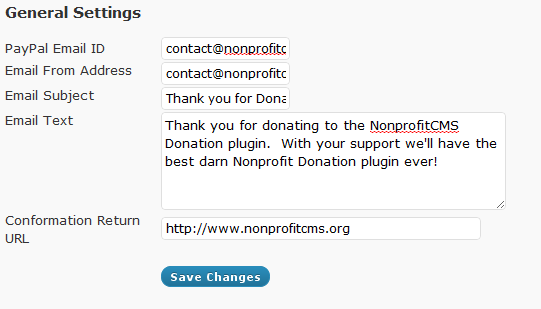 General Settings
PayPal Email ID contact@nonprofitc
Email From Address contact@nonprofitc
Email Subject Thank you for Dona
Email Text Thank you for donating to the NonprofitCMS
Donation plugin.  With your support we'll have the
best darn Nonprofit Donation plugin ever!
Conformation Return
URL http://www.nonprofitcms.org
Save Changes